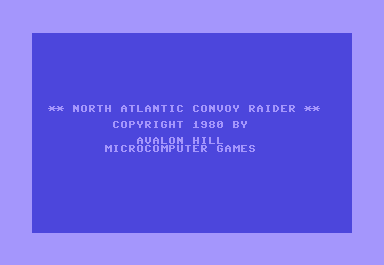 ** NORTH ATLANTIC CONVOY RAIDER **
COPYRIGHT 1980 BY
AVALON HILL
MICROCOMPUTER GAMES